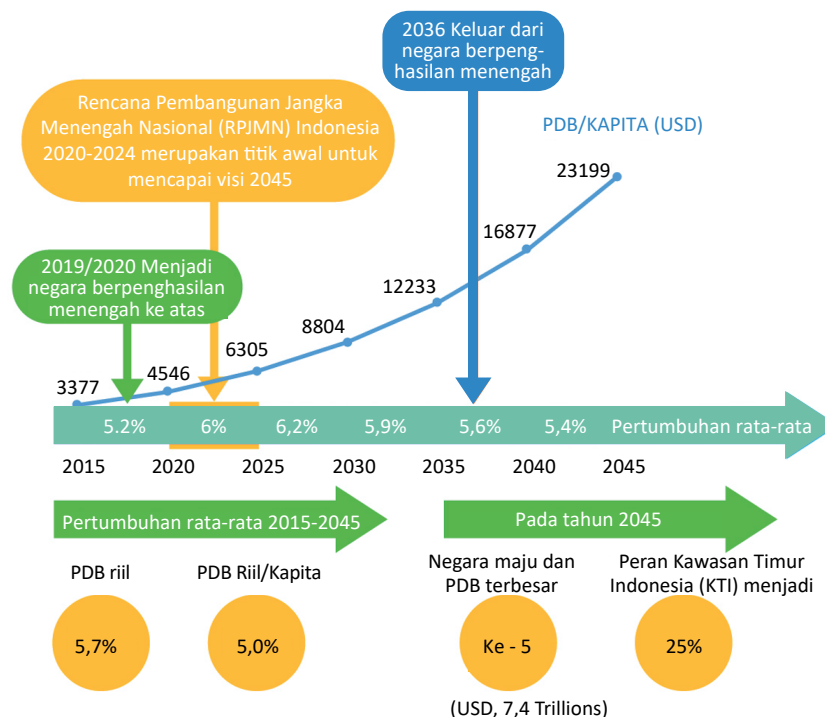 2036 Keluar dari
negara berpeng-
hasilan menengah
Rencana Pembangunan Jangka
Menengah Nasional (RPJMN) Indonesia
2020-2024 merupakan titik awal untuk
mencapai visi 2045
PDB/KAPITA (USD)
2019/2020 Menjadi
negara berpenghasilan
menengah ke atas
3377
4546
6305
8804
12233
16877
23199
5.2% 6% 6,2% 5,9% 5,6% 5,4% Pertumbuhan rata-rata
2015 2020 2025 2030 2035 2040 2045
Pertumbuhan rata-rata 2015-2045
PDB riil
5,7%
PDB Riil/Kapita
5,0%
Pada tahun 2045
Negara maju dan
PDB terbesar
Ke - 5
(USD, 7,4 Trillions)
Peran Kawasan Timur
Indonesia (KTI) menjadi
25%